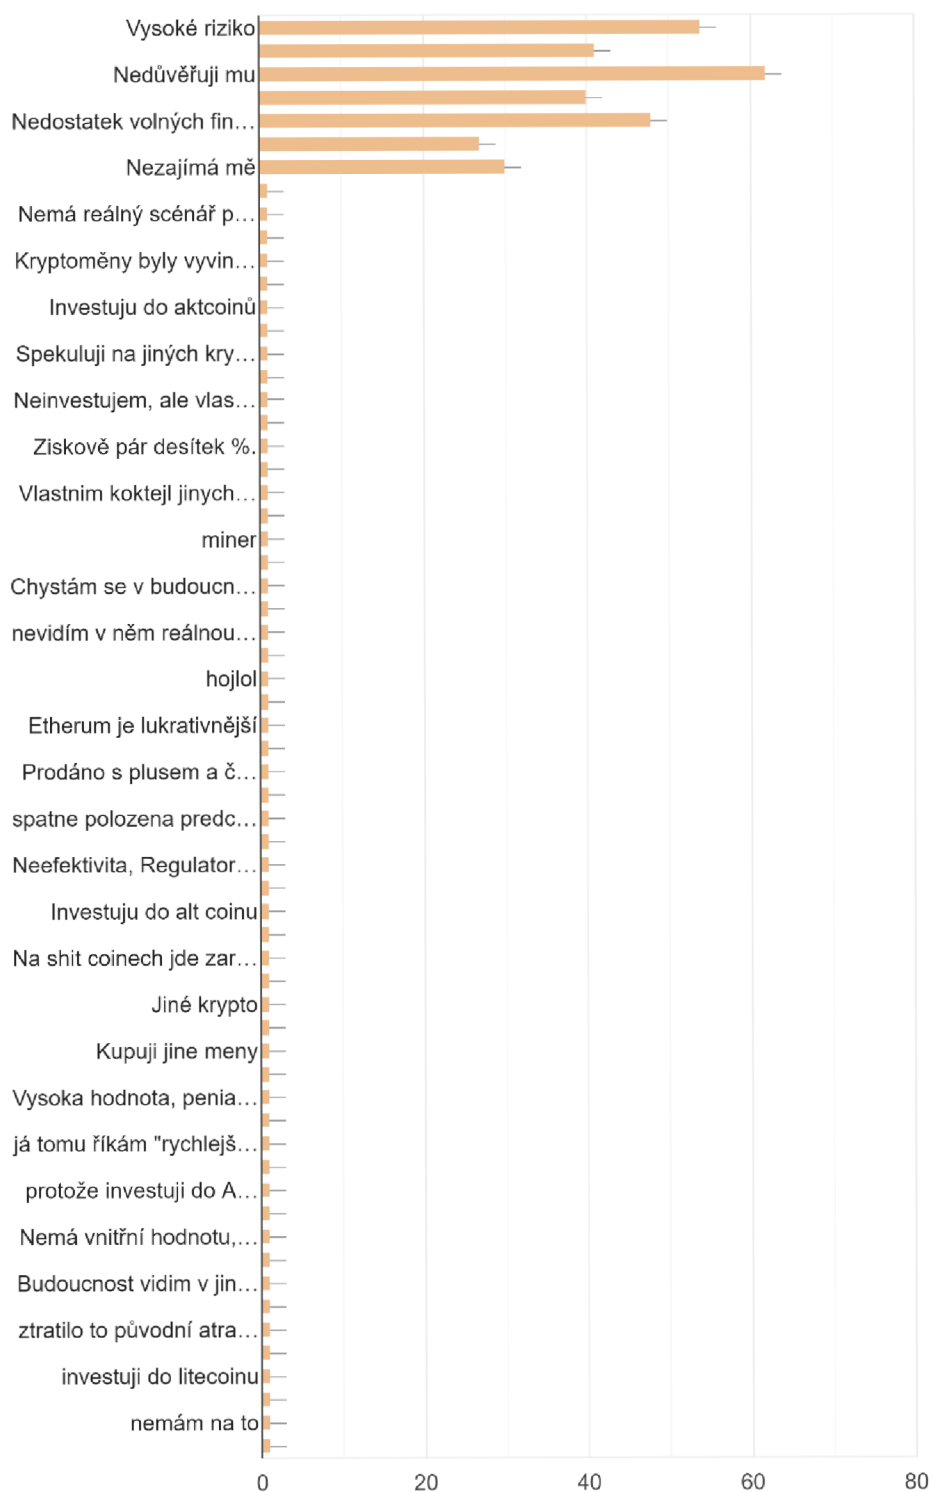 Vysoké riziko
Nedůvěřuji mu
Nedostatek volných fin…
Nezajímá mě
Nemá reálný scénář p…
Kryptoměny byly vyvin…
Investuju do aktcoinů
Spekuluji na jiných kry…
Neinvestujem, ale vlas…
Ziskově pár desítek %.
Vlastnim koktejl jinych…
miner
Chystám se v budoucn…
nevidím v něm reálnou…
hojlol
Etherum je lukrativnější
Prodáno s plusem a č…
spatne polozena predc…
Neefektivita, Regulator…
Investuju do alt coinu
Na shit coinech jde zar…
Jiné krypto
Kupuji jine meny
Vysoka hodnota, penia…
já tomu říkám "rychlejš…
protože investuji do A…
Nemá vnitřní hodnotu,…
Budoucnost vidim v jin…
ztratilo to původní atra…
investuji do litecoinu
nemám na to
0 20 40 60 80